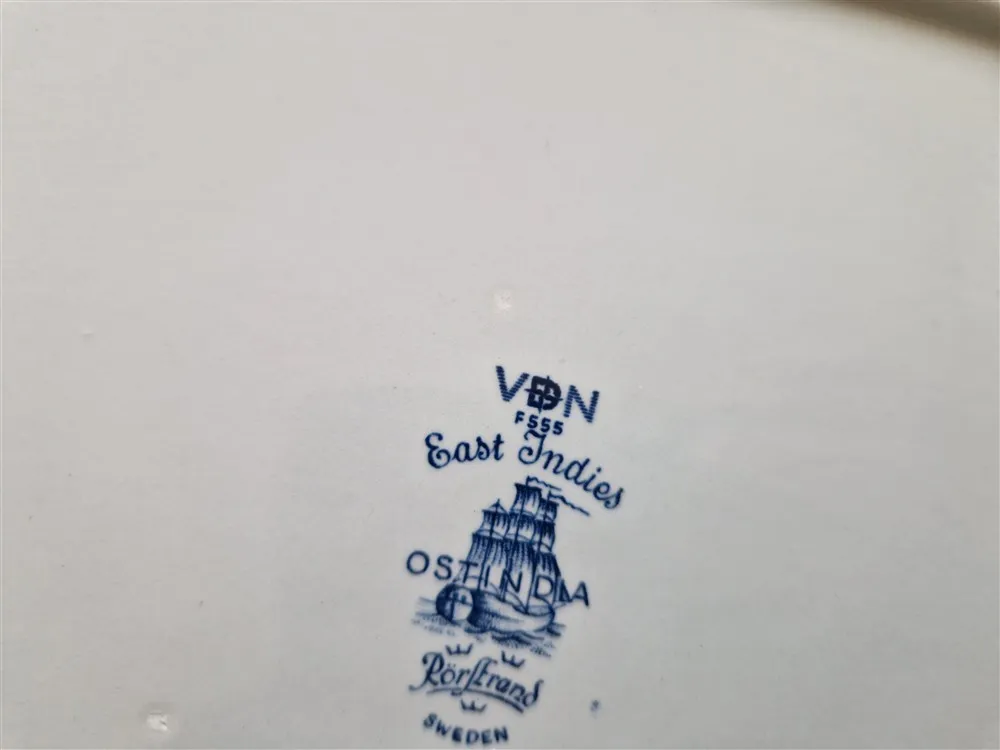 VDN
F555
East Indies
OSTINDIA
Rörstrand
SWEDEN